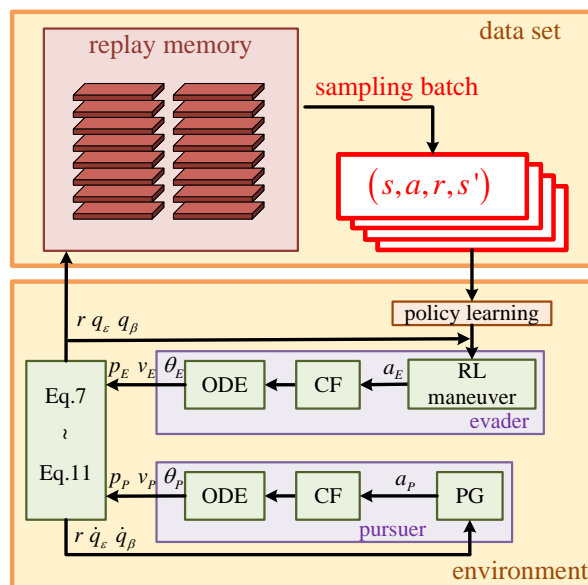 data set
replay memory
sampling batch
(s, a, r, s')
policy learning
r q_ε q_β
p_E v_E θ_E
ODE
CF
a_E
RL
maneuver
evader
Eq.7
~
Eq.11
p_P v_P θ_P
ODE
CF
a_P
PG
pursuer
r q̇_ε q̇_β
environment